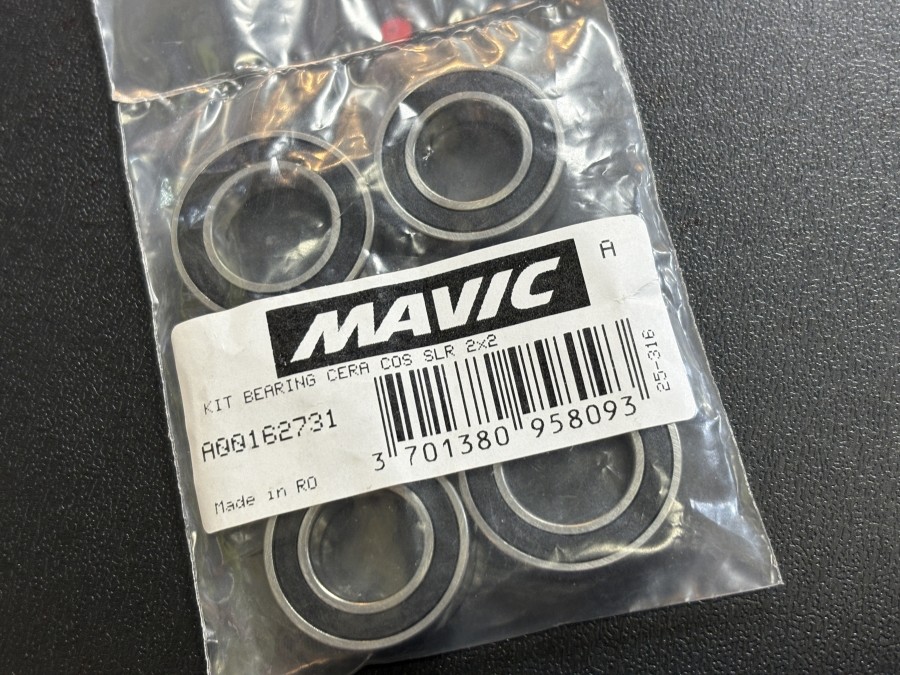 MAVIC
A
KIT BEARING CERA COS SLR 2x2
A00162731
3 701380 958093
25-316
Made in RO